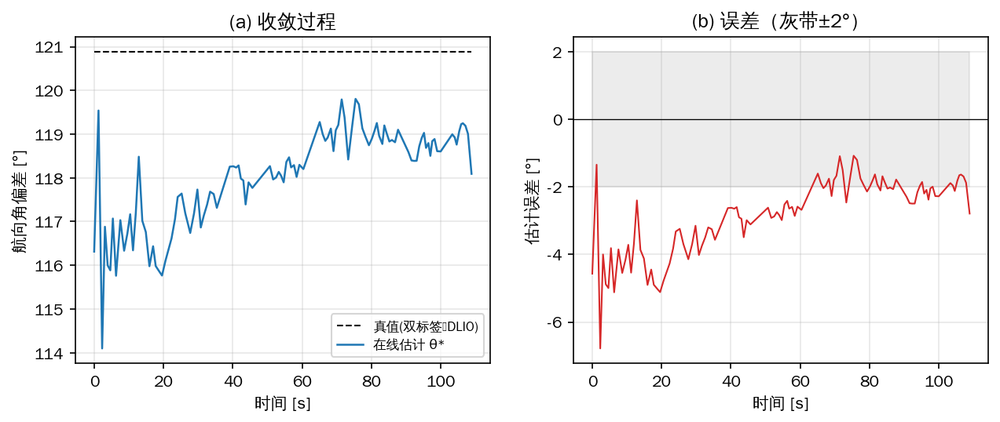 (a) 收敛过程
航向角偏差 [°]
121
120
119
118
117
116
115
114
0 20 40 60 80 100
时间 [s]
真值(双标签▯DLIO)
在线估计 θ*
(b) 误差（灰带±2°）
估计误差 [°]
2
0
-2
-4
-6
0 20 40 60 80 100
时间 [s]